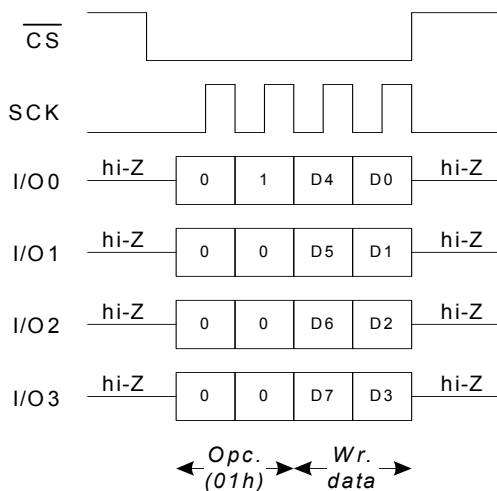 CS
SCK
hi-Z hi-Z
I/O0 0 1 D4 D0
hi-Z hi-Z
I/O1 0 0 D5 D1
hi-Z hi-Z
I/O2 0 0 D6 D2
hi-Z hi-Z
I/O3 0 0 D7 D3
Opc. Wr.
(01h) data